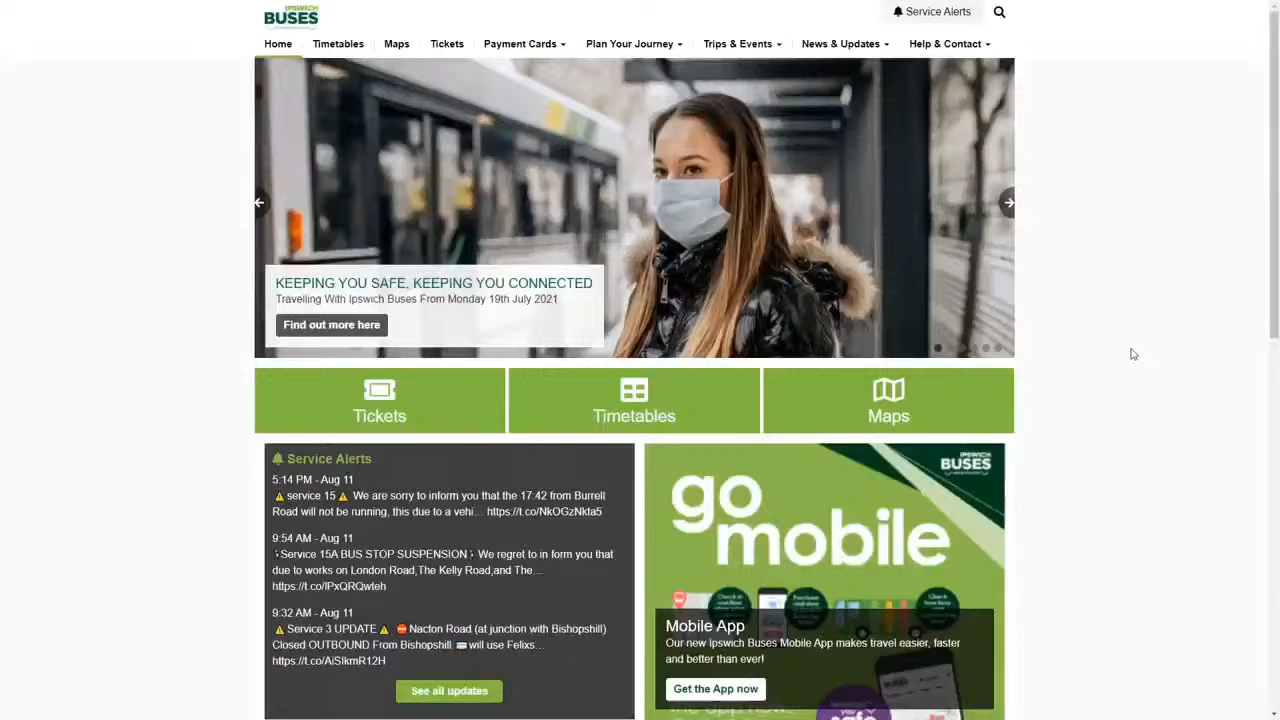 IPSWICH
BUSES
Service Alerts
Home
Timetables
Maps
Tickets
Payment Cards
Plan Your Journey
Trips & Events
News & Updates
Help & Contact
KEEPING YOU SAFE, KEEPING YOU CONNECTED
Travelling With Ipswich Buses From Monday 19th July 2021
Find out more here
Tickets
Timetables
Maps
Service Alerts
5:14 PM - Aug 11
⚠ service 15 ⚠ We are sorry to inform you that the 17:42 from Burrell
Road will not be running, this due to a vehi... https://t.co/NkOGzNkta5
9:54 AM - Aug 11
Service 15A BUS STOP SUSPENSION We regret to in form you that
due to works on London Road,The Kelly Road,and The...
https://t.co/IPxQRQwteh
9:32 AM - Aug 11
⚠ Service 3 UPDATE ⚠ ⛔ Nacton Road (at junction with Bishopshill)
Closed OUTBOUND From Bishopshill will use Felixs...
https://t.co/AiSlkmR12H
See all updates
IPSWICH
BUSES
go
mobile
Mobile App
Our new Ipswich Buses Mobile App makes travel easier, faster
and better than ever!
Get the App now
the app now